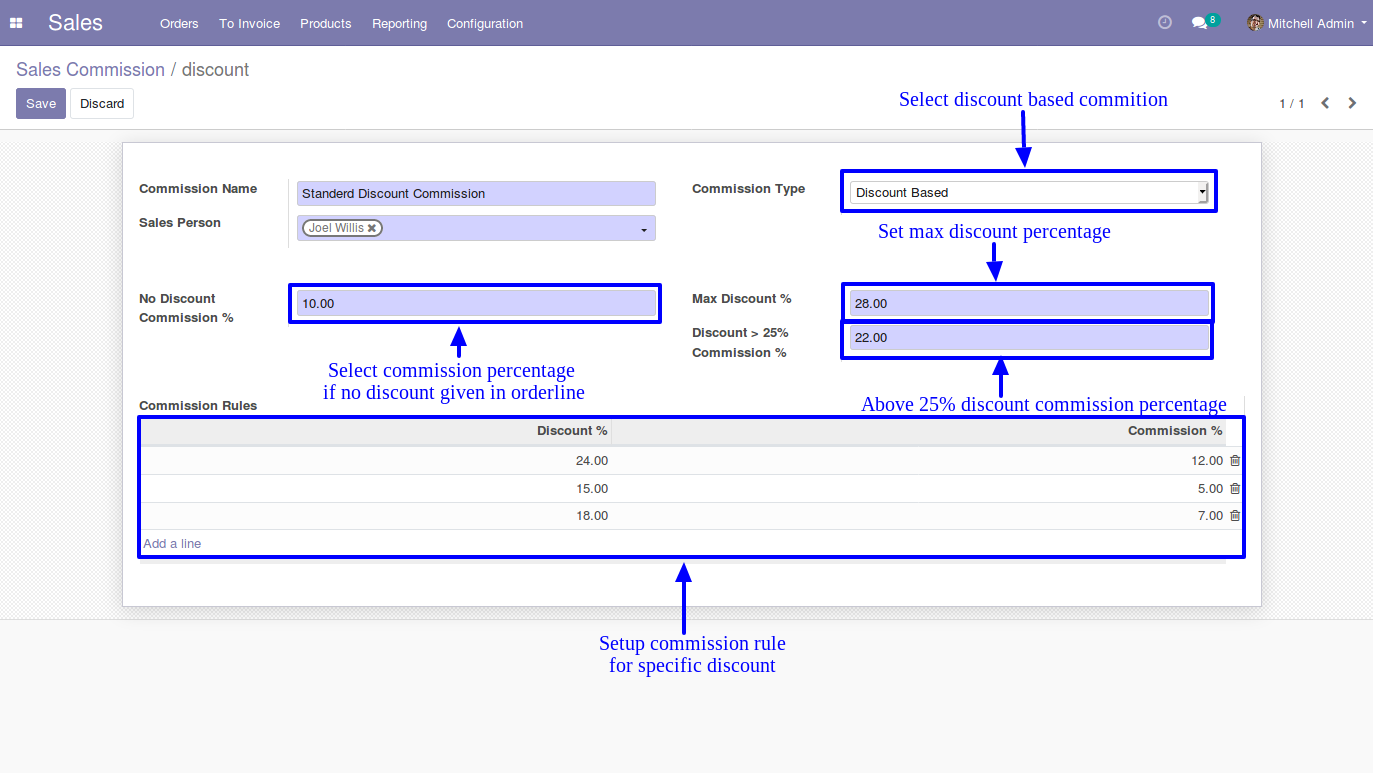 Sales
Orders
To Invoice
Products
Reporting
Configuration
8
Mitchell Admin
Sales Commission / discount
Save
Discard
1 / 1
Select discount based commition
Commission Name
Standerd Discount Commission
Commission Type
Discount Based
Sales Person
Joel Willis
Set max discount percentage
No Discount
Commission %
10.00
Max Discount %
28.00
Discount > 25%
Commission %
22.00
Select commission percentage
if no discount given in orderline
Above 25% discount commission percentage
Commission Rules
Discount %
Commission %
24.00
12.00
15.00
5.00
18.00
7.00
Add a line
Setup commission rule
for specific discount